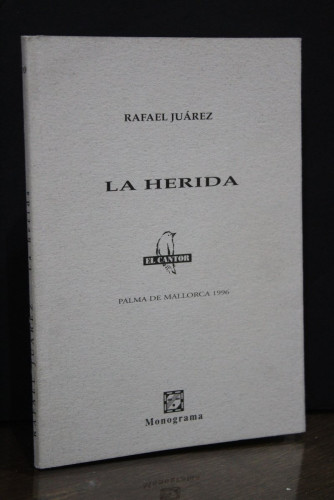 RAFAEL JUÁREZ
LA HERIDA
EL CANTOR
PALMA DE MALLORCA 1996
Monograma